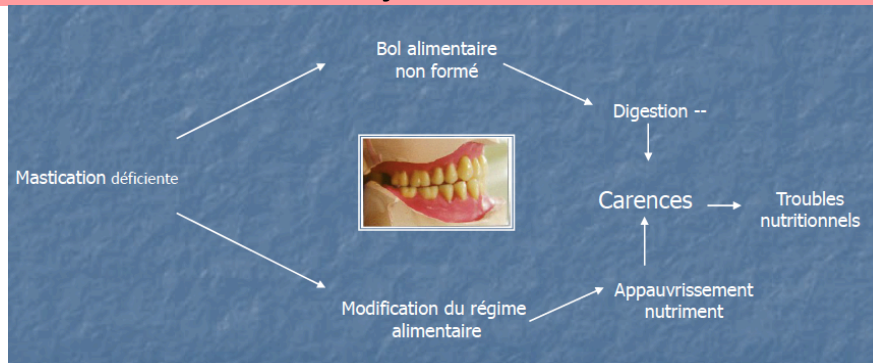 Bol alimentaire
non formé
Digestion --
Mastication déficiente
Carences
Troubles
nutritionnels
Modification du régime
alimentaire
Appauvrissement
nutriment